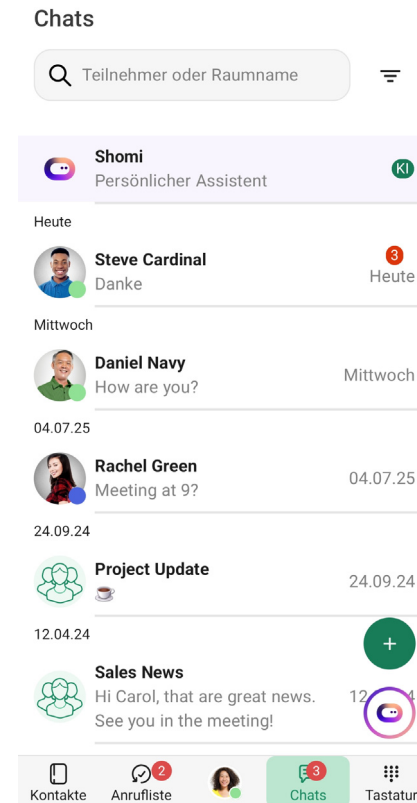 Chats
Teilnehmer oder Raumname
Shomi
Persönlicher Assistent
KI
Heute
Steve Cardinal
Danke
3
Heute
Mittwoch
Daniel Navy
How are you?
Mittwoch
04.07.25
Rachel Green
Meeting at 9?
04.07.25
24.09.24
Project Update
24.09.24
12.04.24
Sales News
Hi Carol, that are great news.
See you in the meeting!
2
3
Kontakte Anrufliste Chats Tastatur